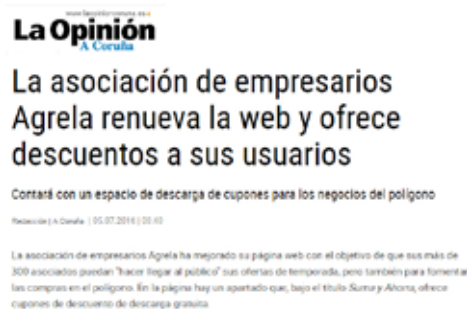 La Opinión
A Coruña
La asociación de empresarios
Agrela renueva la web y ofrece
descuentos a sus usuarios
Contará con un espacio de descarga de cupones para los negocios del polígono
Redacción | A Coruña | 05.07.2016 |
La asociación de empresarios Agrela ha mejorado su página web con el objetivo de que sus más de
300 asociados puedan "hacer llegar al público" sus ofertas de temporada, pero también para fomentar
las compras en el polígono. En la página hay un apartado que, bajo el título Suma y Ahorra, ofrece
cupones de descuento de descarga gratuita.